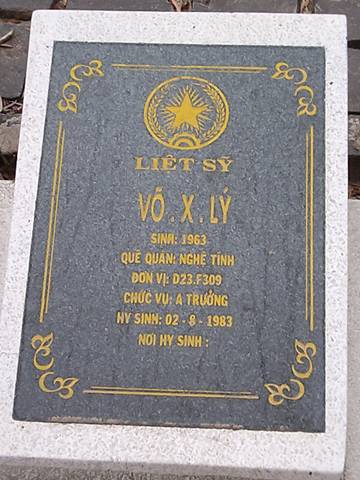 LIỆT SỸ
VÕ . X . LÝ
SINH: 1963
QUÊ QUÁN: NGHỆ TĨNH
ĐƠN VỊ: D23.F309
CHỨC VỤ: A TRƯỞNG
HY SINH: 02 - 8 - 1983
NƠI HY SINH :